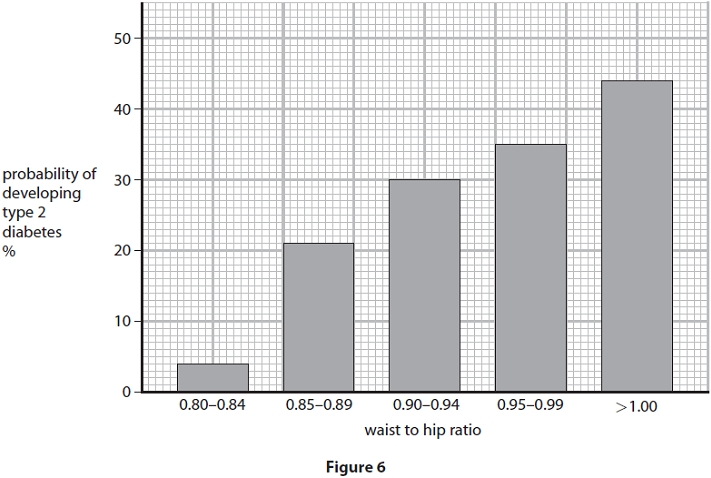 50
40
30
20
10
0
probability of
developing
type 2
diabetes
%
0.80–0.84 0.85–0.89 0.90–0.94 0.95–0.99 >1.00
waist to hip ratio
Figure 6